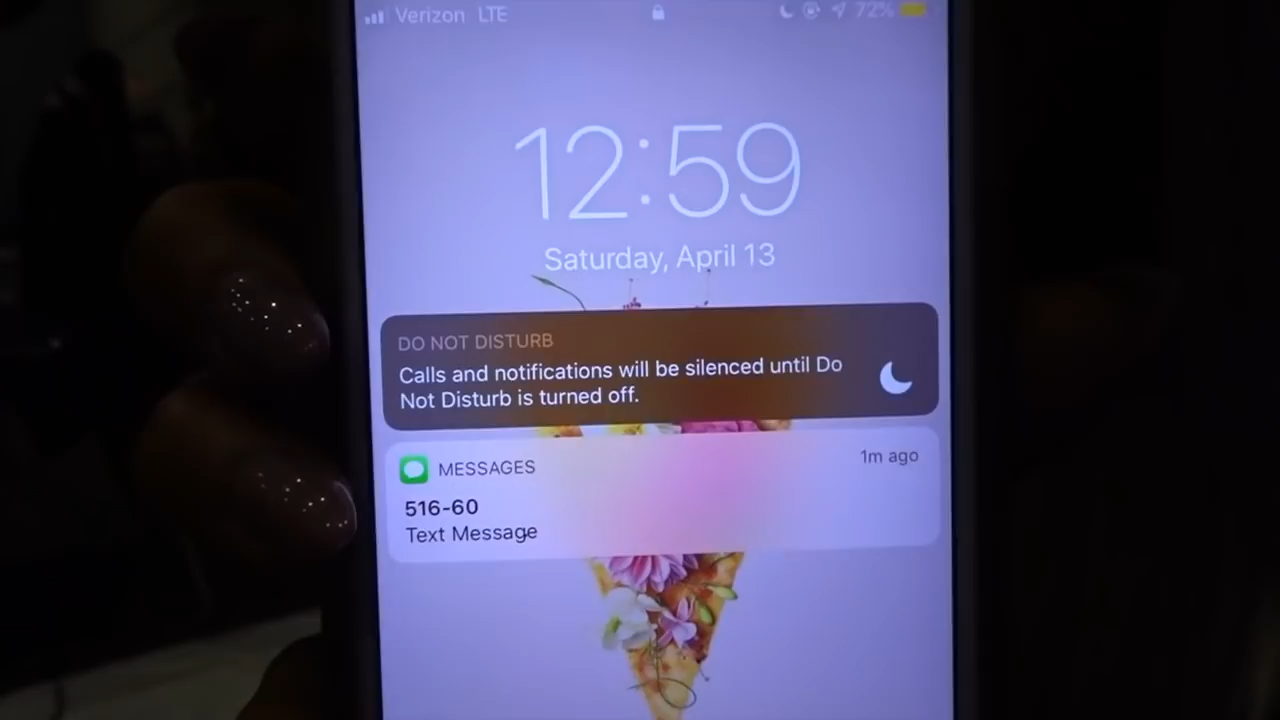 Verizon LTE 72%
12:59
Saturday, April 13
DO NOT DISTURB
Calls and notifications will be silenced until Do
Not Disturb is turned off.
MESSAGES 1m ago
516-60
Text Message